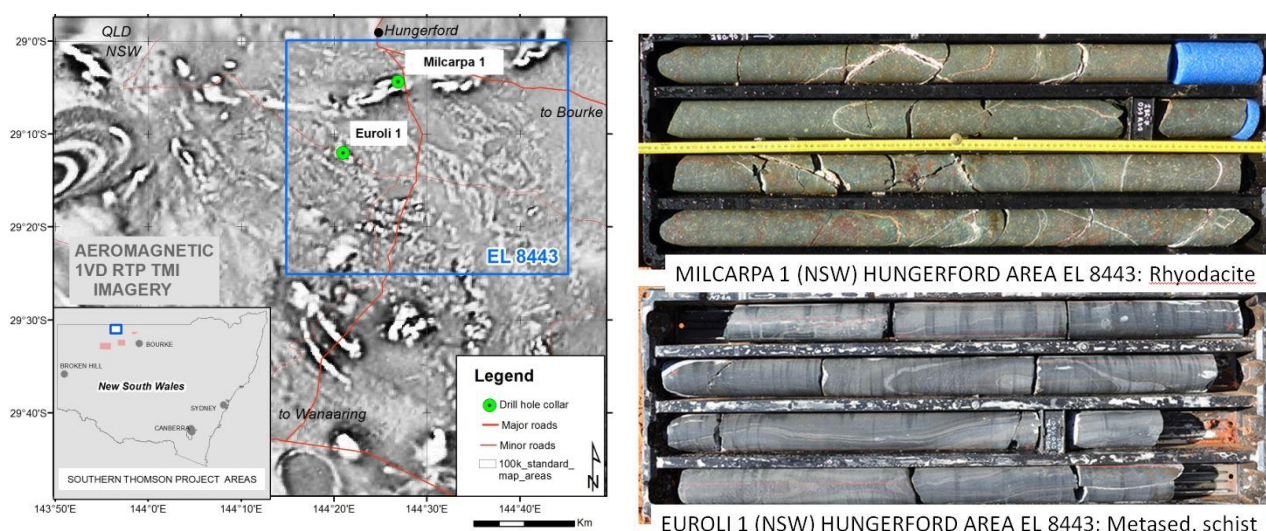 QLD
NSW
Hungerford
Milcarpa 1
to Bourke
Euroli 1
AEROMAGNETIC
1VD RTP TMI
IMAGERY
EL 8443
to Wanaaring
BOURKE
BROKEN HILL
New South Wales
SYDNEY
CANBERRA
SOUTHERN THOMSON PROJECT AREAS
Legend
Drill hole collar
Major roads
Minor roads
100k_standard_
map_areas
N
Km
29°0'S
29°10'S
29°20'S
29°30'S
29°40'S
143°50'E 144°0'E 144°10'E 144°20'E 144°30'E 144°40'E
MILCARPA 1 (NSW) HUNGERFORD AREA EL 8443: Rhyodacite
EUROLI 1 (NSW) HUNGERFORD AREA EL 8443: Metased, schist